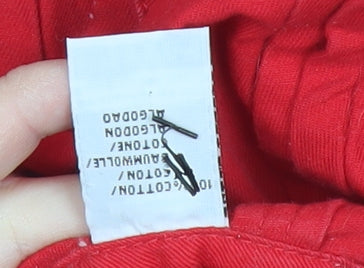 100% COTTON/
COTON/
BAUMWOLLE/
COTONE/
ALGODON
ALGODAO